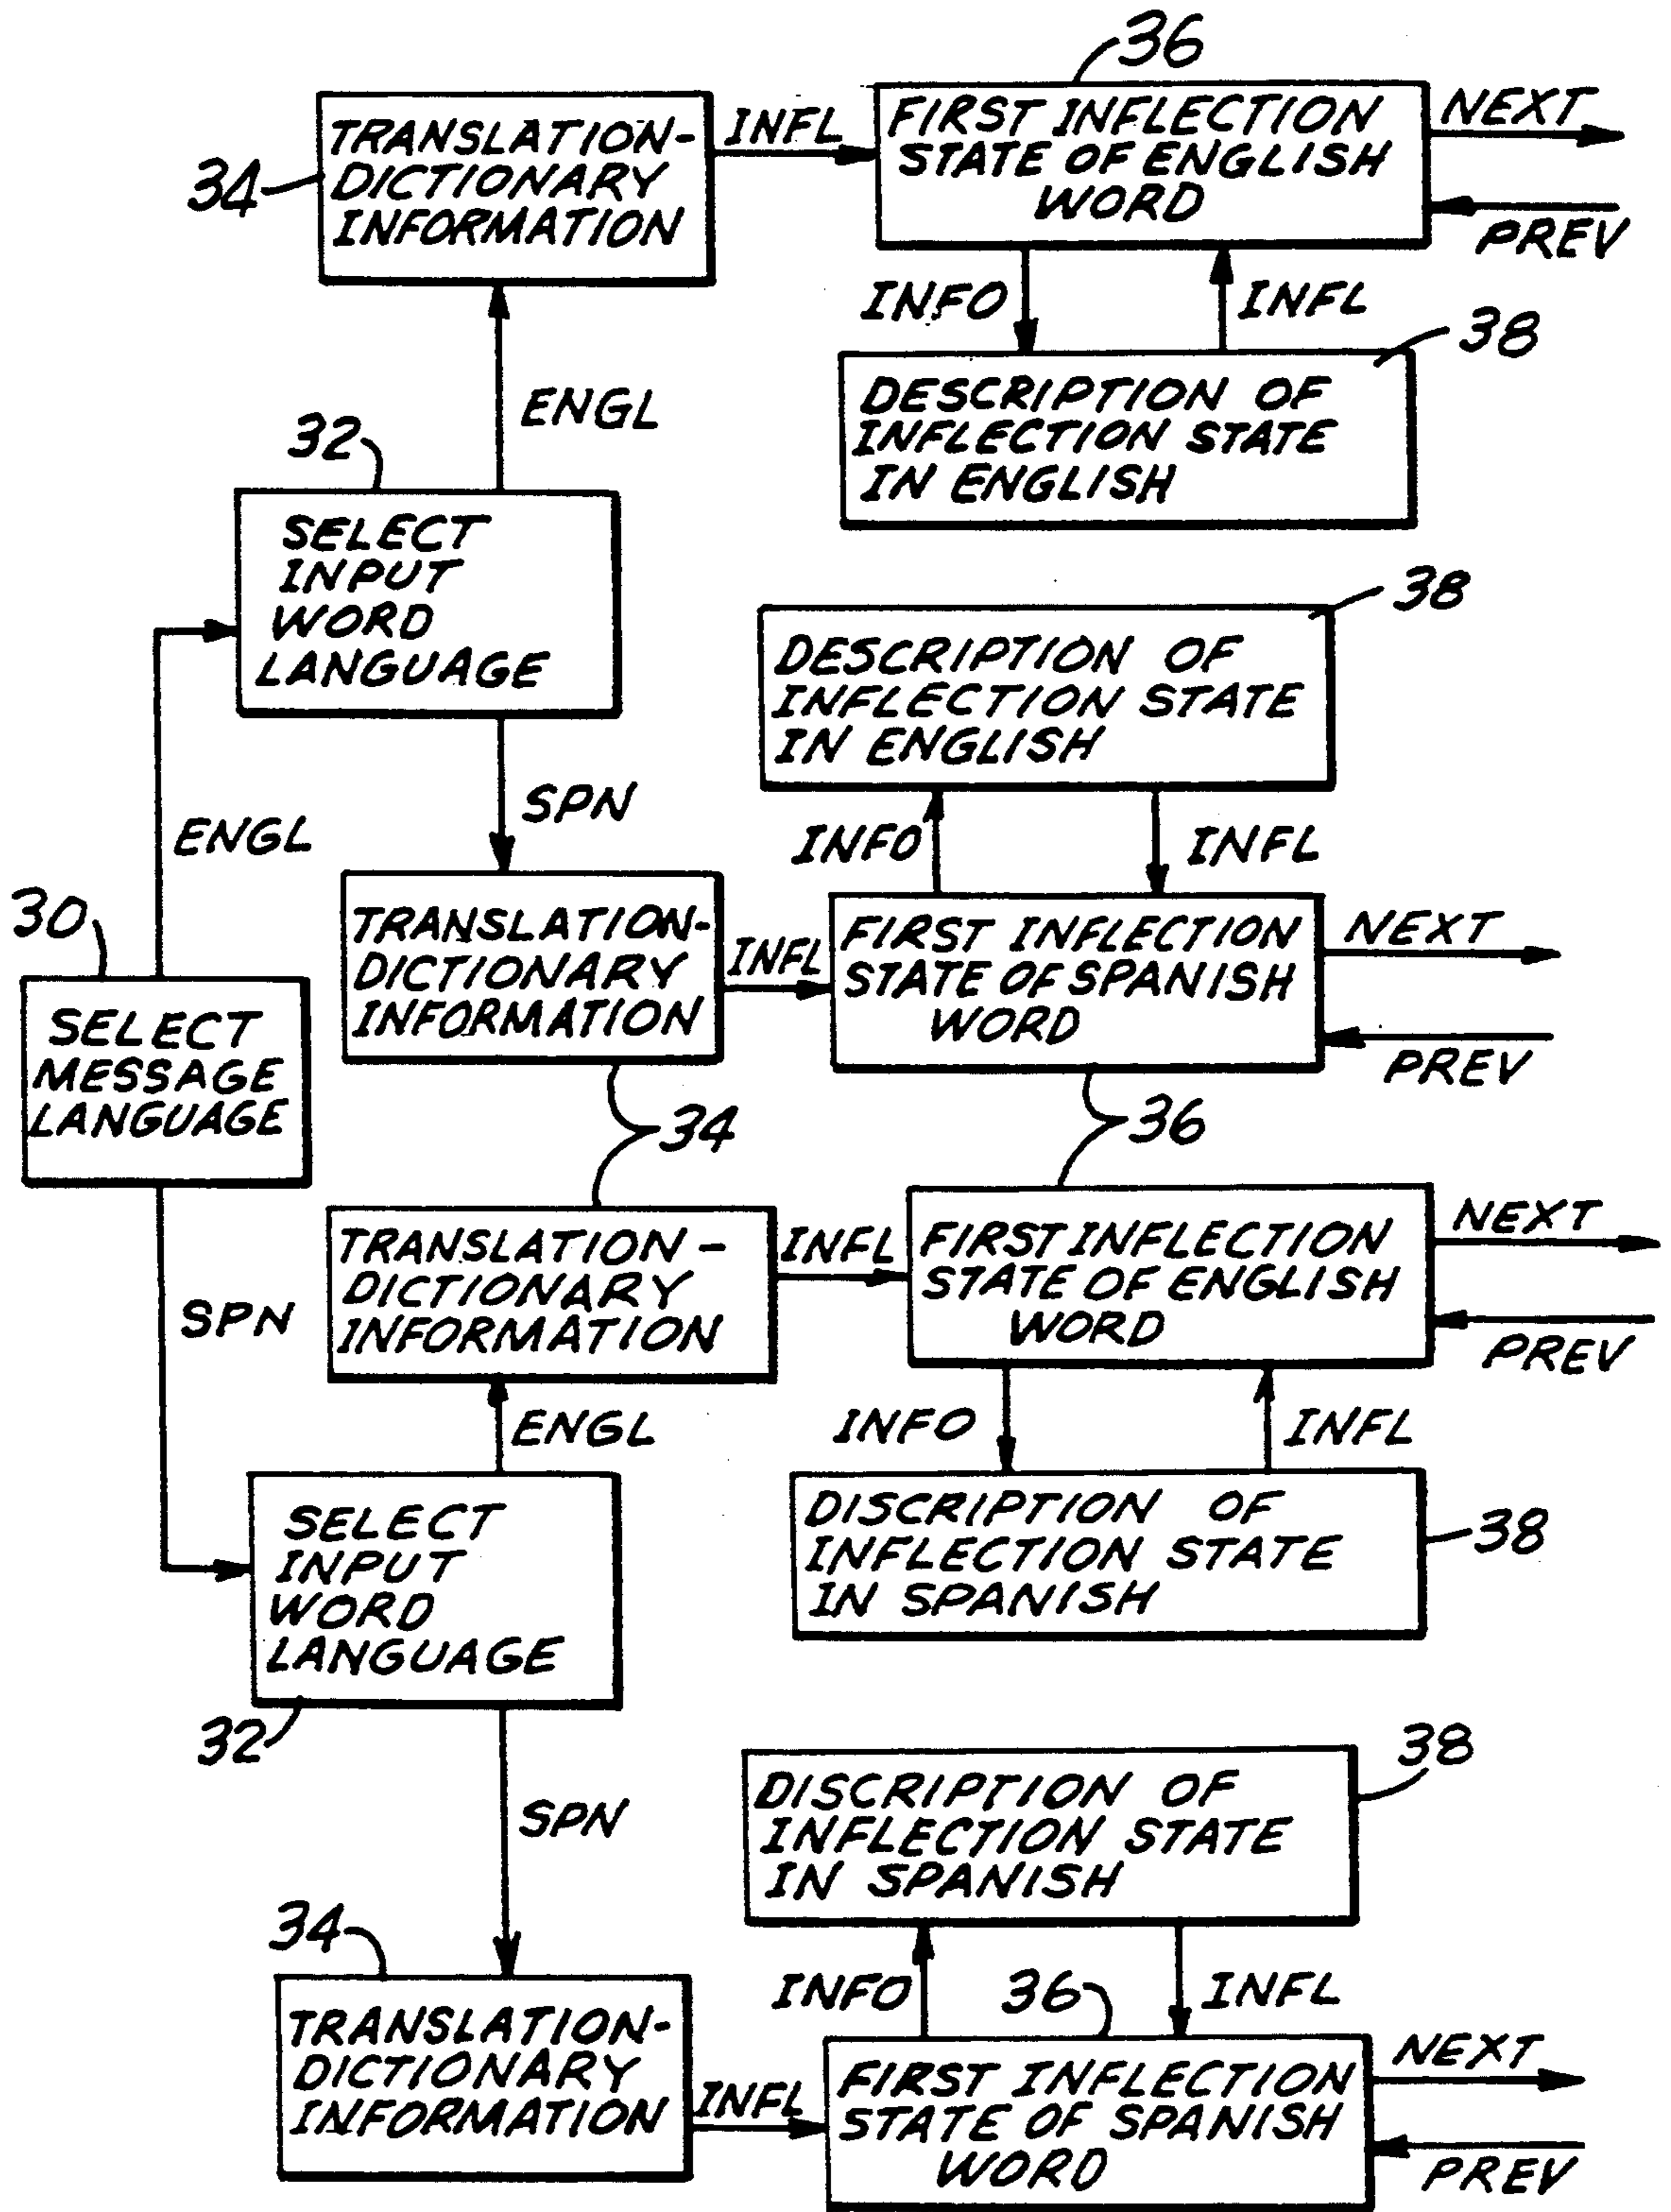 36
TRANSLATION-
DICTIONARY
INFORMATION
34
INFL
FIRST INFLECTION
STATE OF ENGLISH
WORD
NEXT
PREV
INFO
INFL
38
DESCRIPTION OF
INFLECTION STATE
IN ENGLISH
ENGL
32
SELECT
INPUT
WORD
LANGUAGE
38
DESCRIPTION OF
INFLECTION STATE
IN ENGLISH
SPN
ENGL
INFO
INFL
30
SELECT
MESSAGE
LANGUAGE
TRANSLATION-
DICTIONARY
INFORMATION
INFL
FIRST INFLECTION
STATE OF SPANISH
WORD
NEXT
PREV
34
36
TRANSLATION-
DICTIONARY
INFORMATION
INFL
FIRST INFLECTION
STATE OF ENGLISH
WORD
NEXT
PREV
SPN
ENGL
INFO
INFL
SELECT
INPUT
WORD
LANGUAGE
32
DISCRIPTION OF
INFLECTION STATE
IN SPANISH
38
SPN
DISCRIPTION OF
INFLECTION STATE
IN SPANISH
38
34
TRANSLATION-
DICTIONARY
INFORMATION
INFO
36
INFL
INFL
FIRST INFLECTION
STATE OF SPANISH
WORD
NEXT
PREV